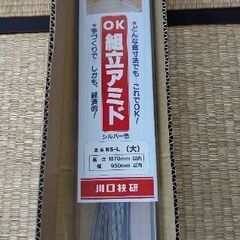 ●どんな窓寸法でも、これでOK!
OK
組立アミド
●手づくりで、しかも、経済的!
シルバー色
品番 KS-L (大)
高さ 1870mm 以内
幅 950mm 以内
川口技研